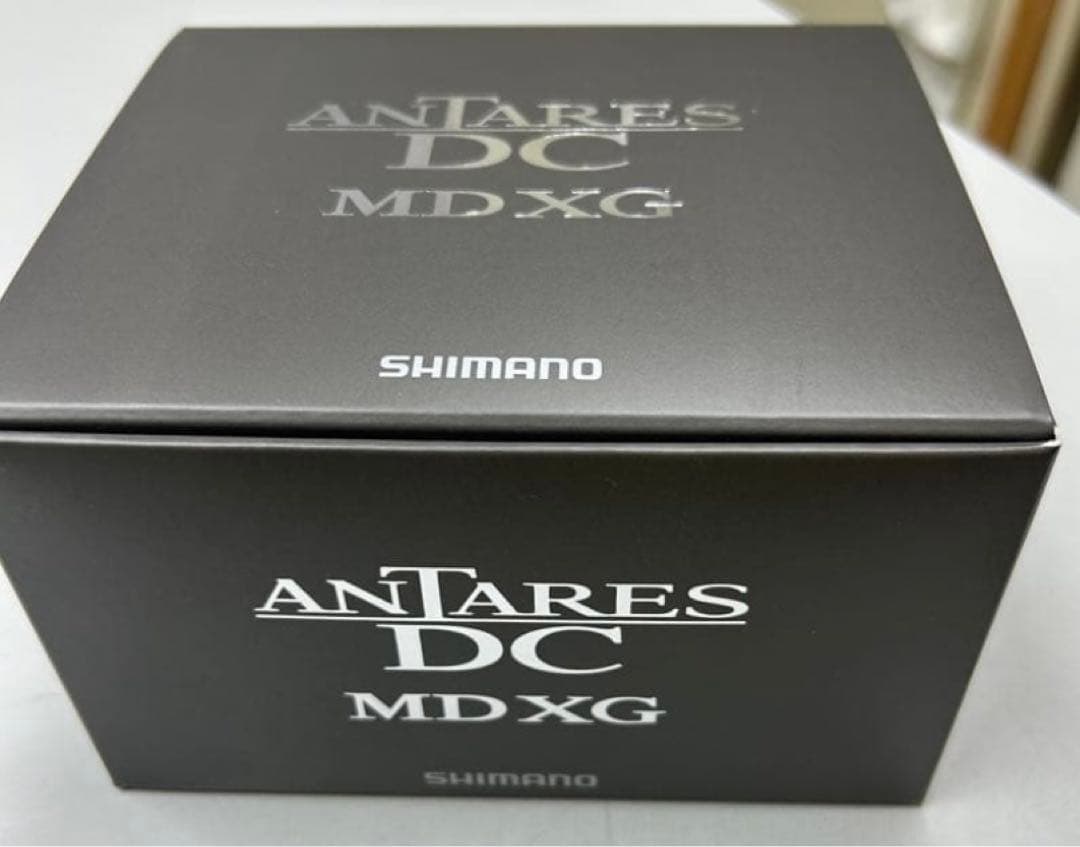 ANTARES
DC
MD XG
SHIMANO
ANTARES
DC
MD XG
SHIMANO